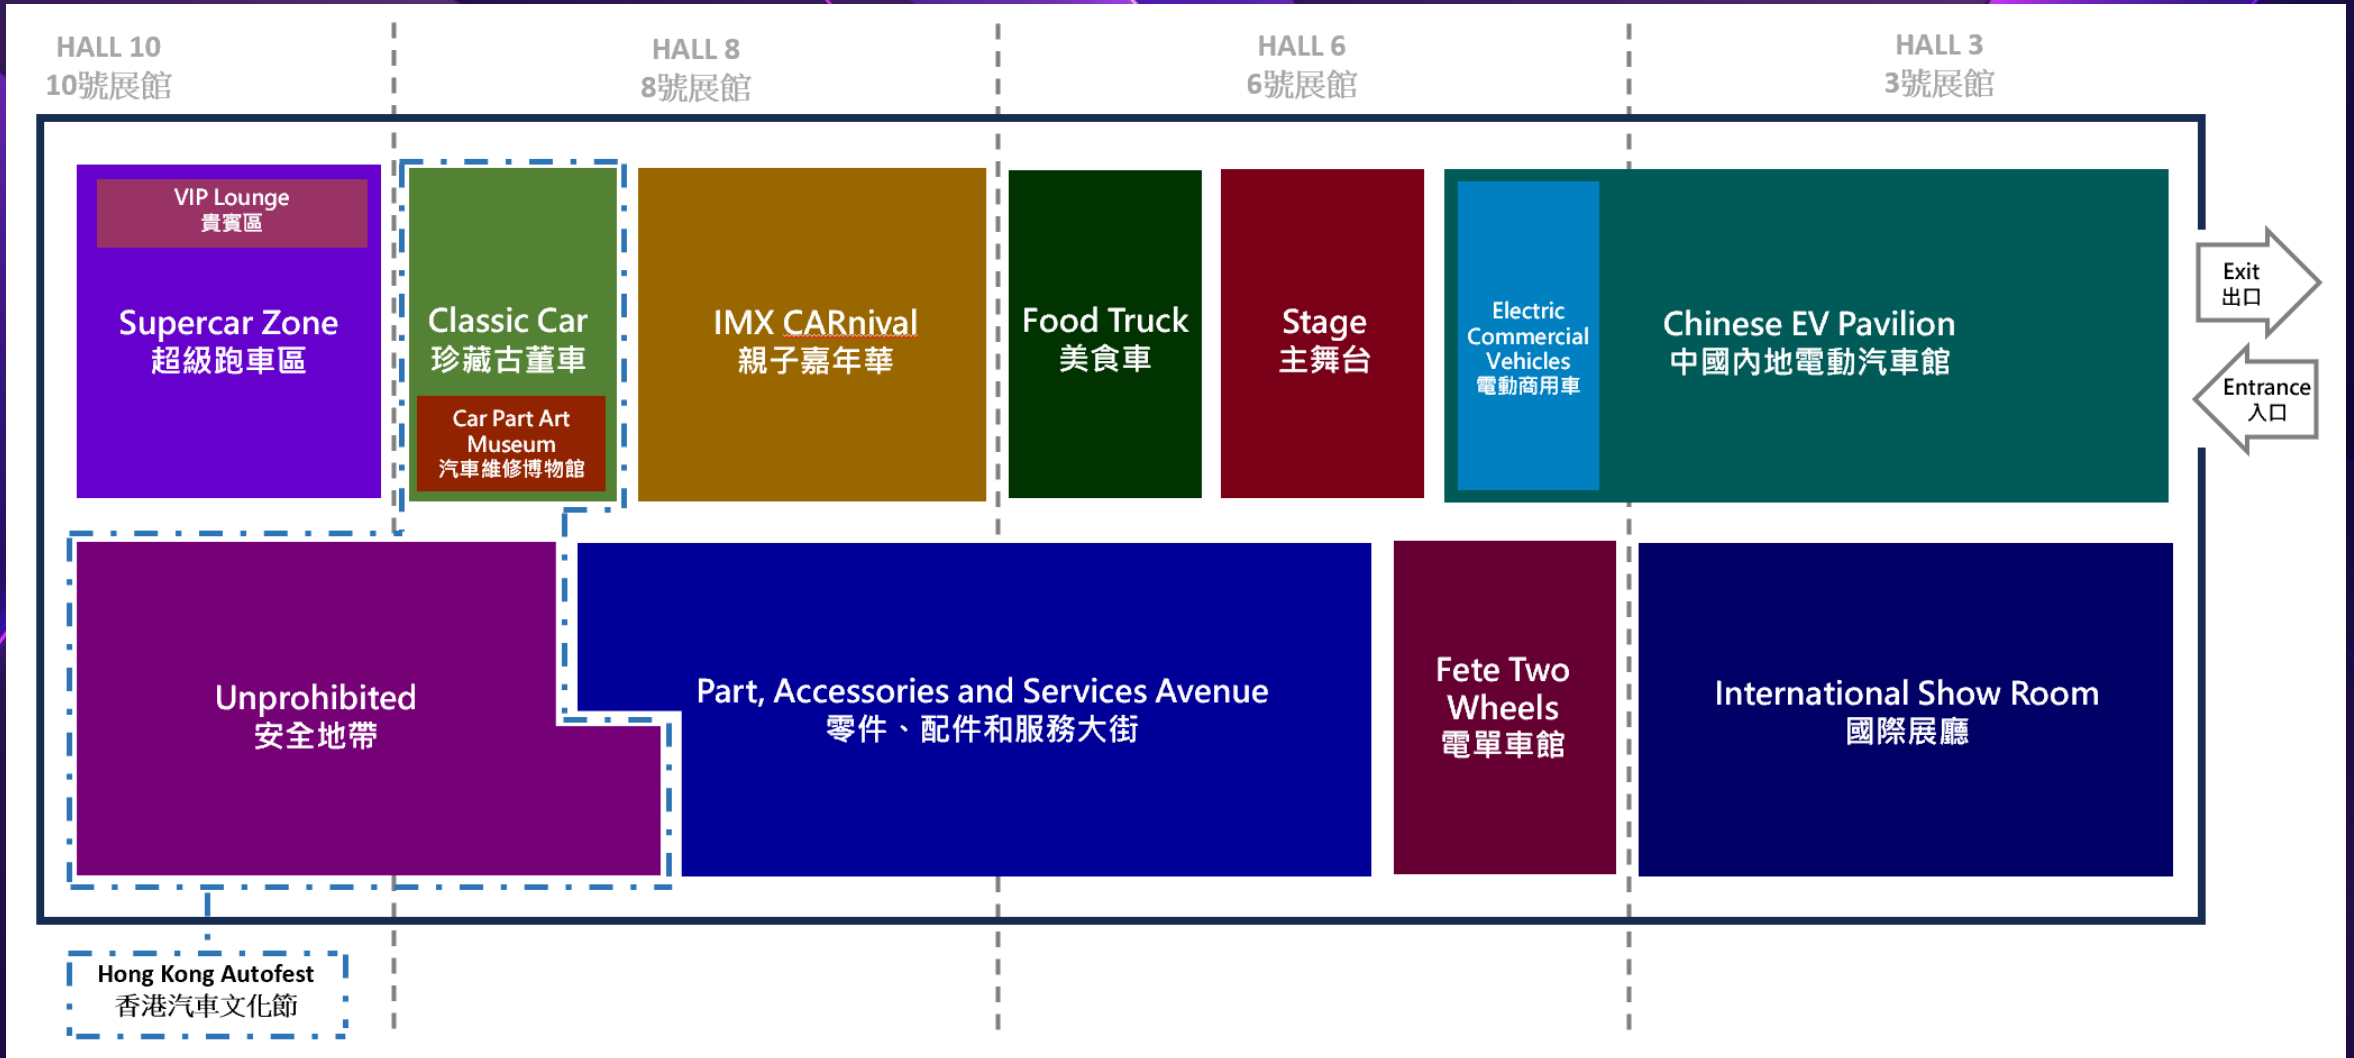 HALL 10
10號展館
HALL 8
8號展館
HALL 6
6號展館
HALL 3
3號展館
VIP Lounge
貴賓區
Supercar Zone
超級跑車區
Classic Car
珍藏古董車
Car Part Art
Museum
汽車維修博物館
IMX CARnival
親子嘉年華
Food Truck
美食車
Stage
主舞台
Electric
Commercial
Vehicles
電動商用車
Chinese EV Pavilion
中國內地電動汽車館
Exit
出口
Entrance
入口
Unprohibited
安全地帶
Part, Accessories and Services Avenue
零件、配件和服務大街
Fete Two
Wheels
電單車館
International Show Room
國際展廳
Hong Kong Autofest
香港汽車文化節